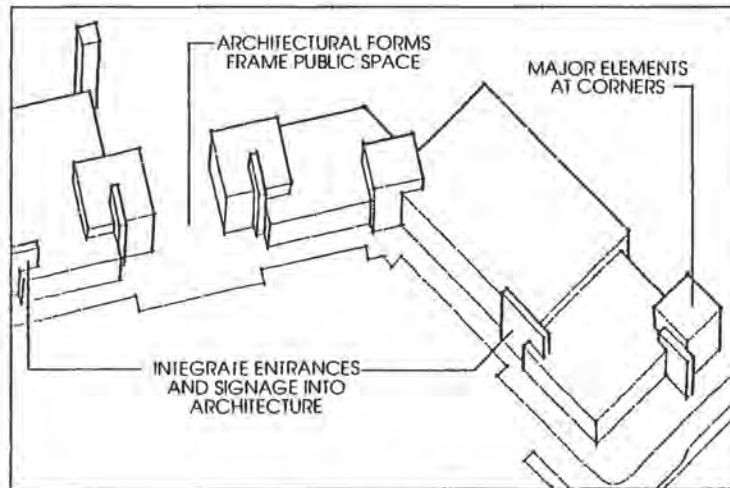 ARCHITECTURAL FORMS
FRAME PUBLIC SPACE
MAJOR ELEMENTS
AT CORNERS
INTEGRATE ENTRANCES
AND SIGNAGE INTO
ARCHITECTURE